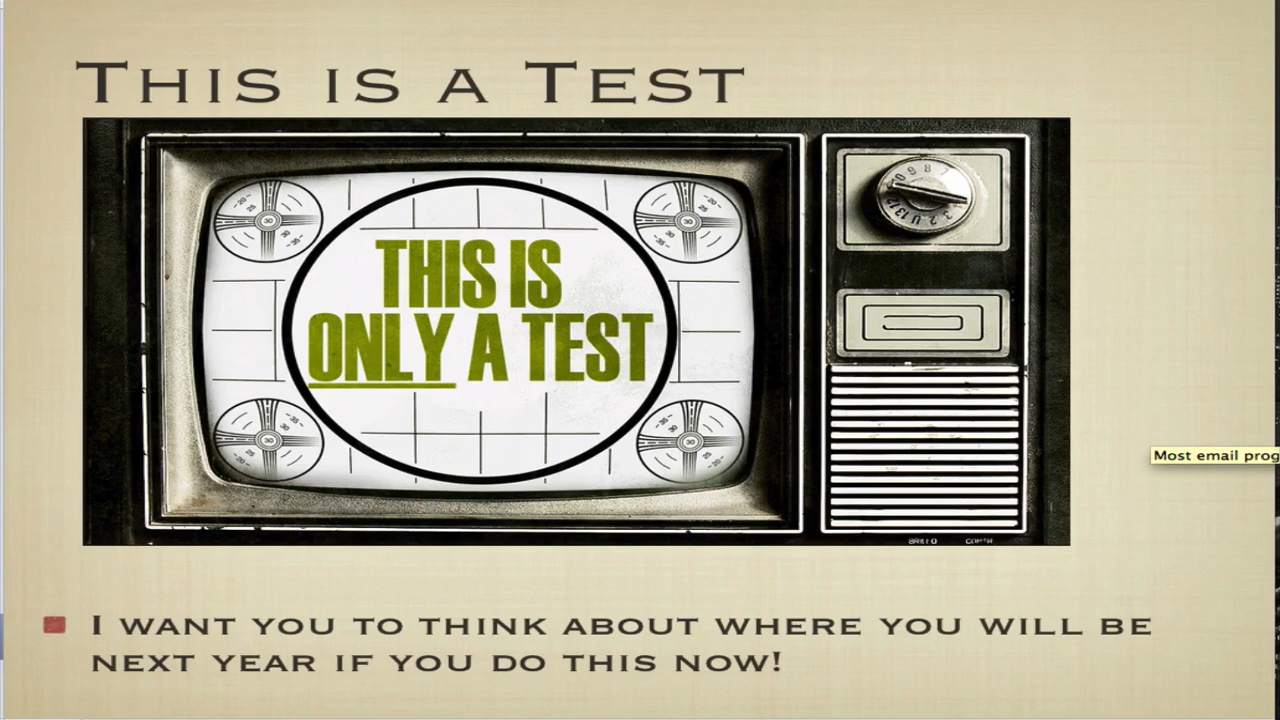 This is a Test
THIS IS
ONLY A TEST
Most email prog
I want you to think about where you will be
next year if you do this now!